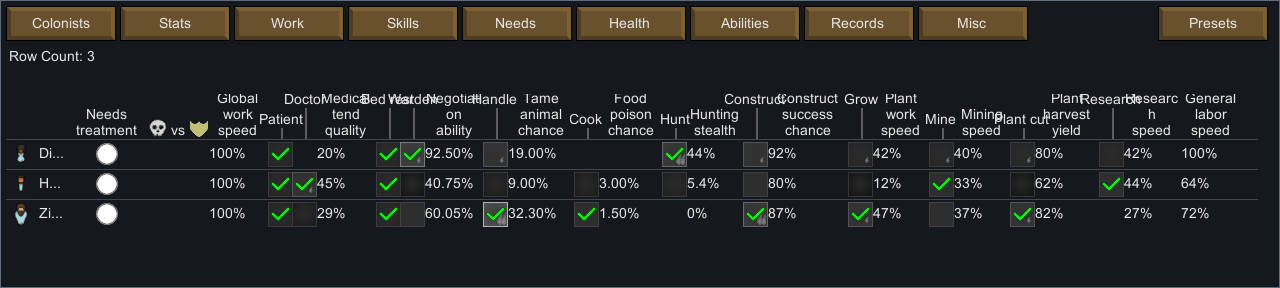 Colonists Stats Work Skills Needs Health Abilities Records Misc Presets
Row Count: 3
Needs treatment vs Global work speed Patient Doctor Medical tend quality Bed rest Warden Negotiation ability Handle Tame animal chance Cook Food poison chance Hunt Hunting stealth Construct Construct success chance Grow Plant work speed Mine Mining speed Plant cut Plant harvest yield Research Research speed General labor speed
Di... 100% 20% 92.50% 19.00% 44% 92% 42% 40% 80% 42% 100%
H... 100% 45% 40.75% 9.00% 3.00% 5.4% 80% 12% 33% 62% 44% 64%
Zi... 100% 29% 60.05% 32.30% 1.50% 0% 87% 47% 37% 82% 27% 72%